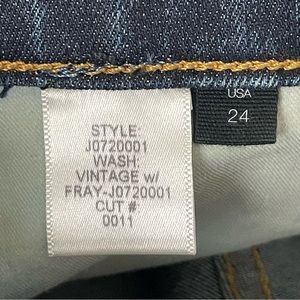 STYLE:
J0720001
WASH:
VINTAGE w/
FRAY-J0720001
CUT #
0011
USA
24